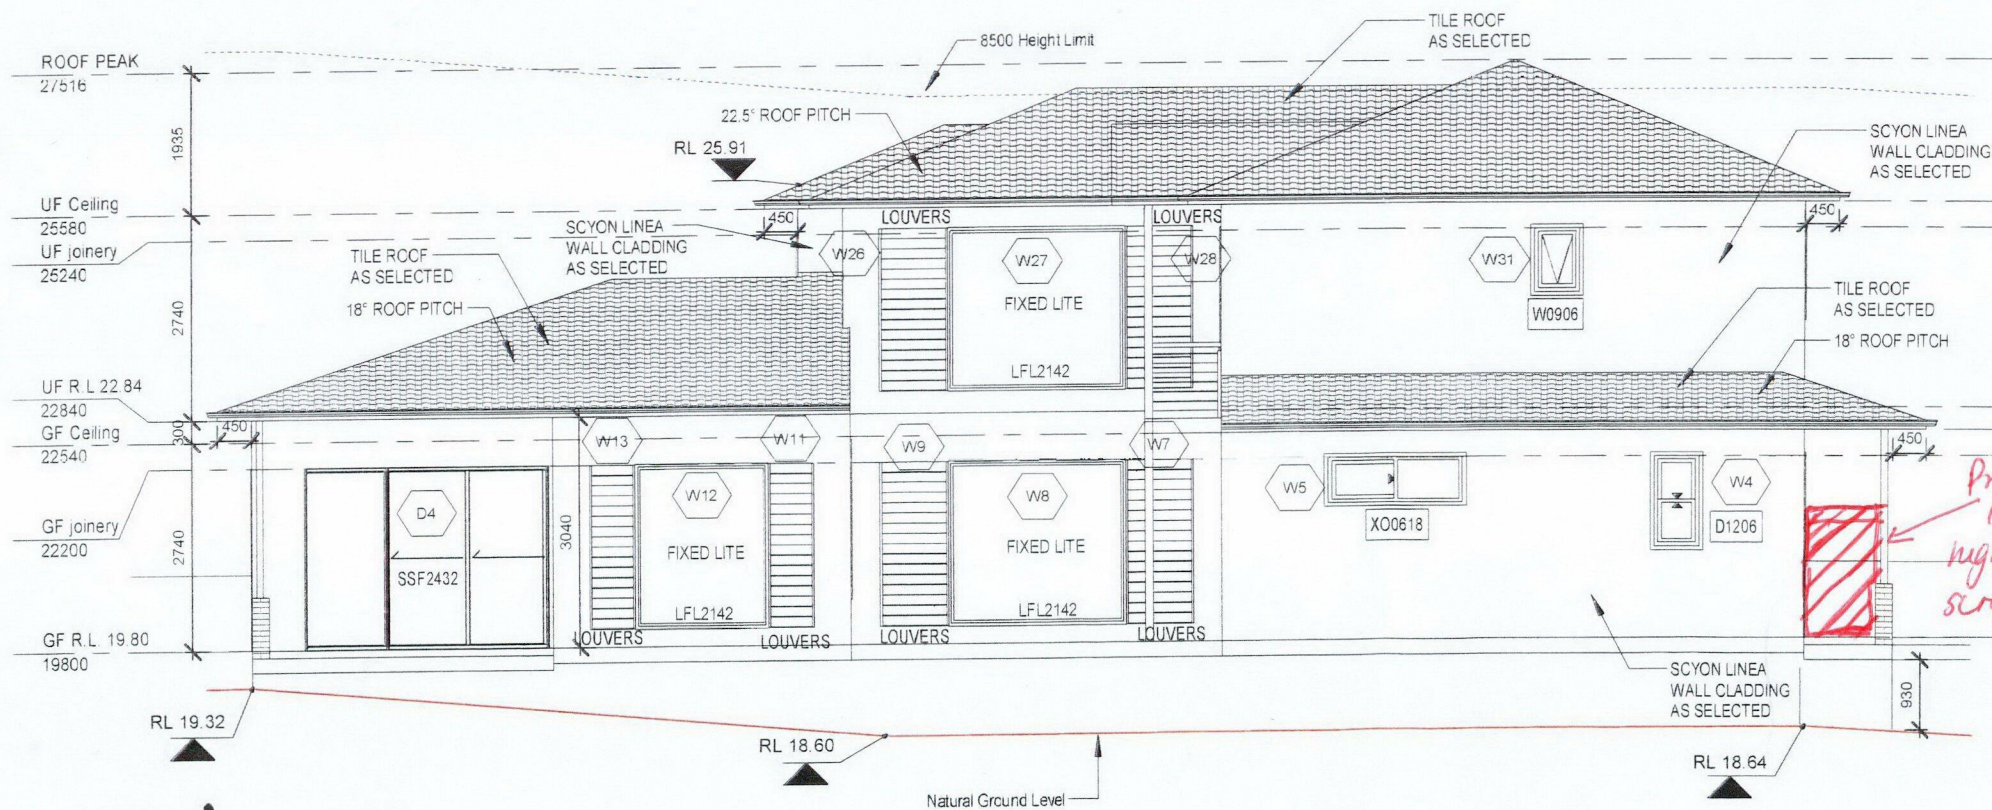 ROOF PEAK
27516
1935
UF Ceiling
25580
UF joinery
25240
2740
UF R.L 22.84
22840
300
GF Ceiling
22540
GF joinery
22200
2740
GF R.L. 19.80
19800
8500 Height Limit
TILE ROOF
AS SELECTED
22.5° ROOF PITCH
RL 25.91
SCYON LINEA
WALL CLADDING
AS SELECTED
450
SCYON LINEA
WALL CLADDING
AS SELECTED
TILE ROOF
AS SELECTED
18° ROOF PITCH
W26
LOUVERS
W27
FIXED LITE
LFL2142
LOUVERS
W28
W31
W0906
450
TILE ROOF
AS SELECTED
18° ROOF PITCH
450
D4
SSF2432
3040
W13
W11
W12
FIXED LITE
LFL2142
LOUVERS
LOUVERS
W9
W7
W8
FIXED LITE
LFL2142
LOUVERS
LOUVERS
W5
XO0618
W4
D1206
450
SCYON LINEA
WALL CLADDING
AS SELECTED
930
RL 19.32
RL 18.60
RL 18.64
Natural Ground Level